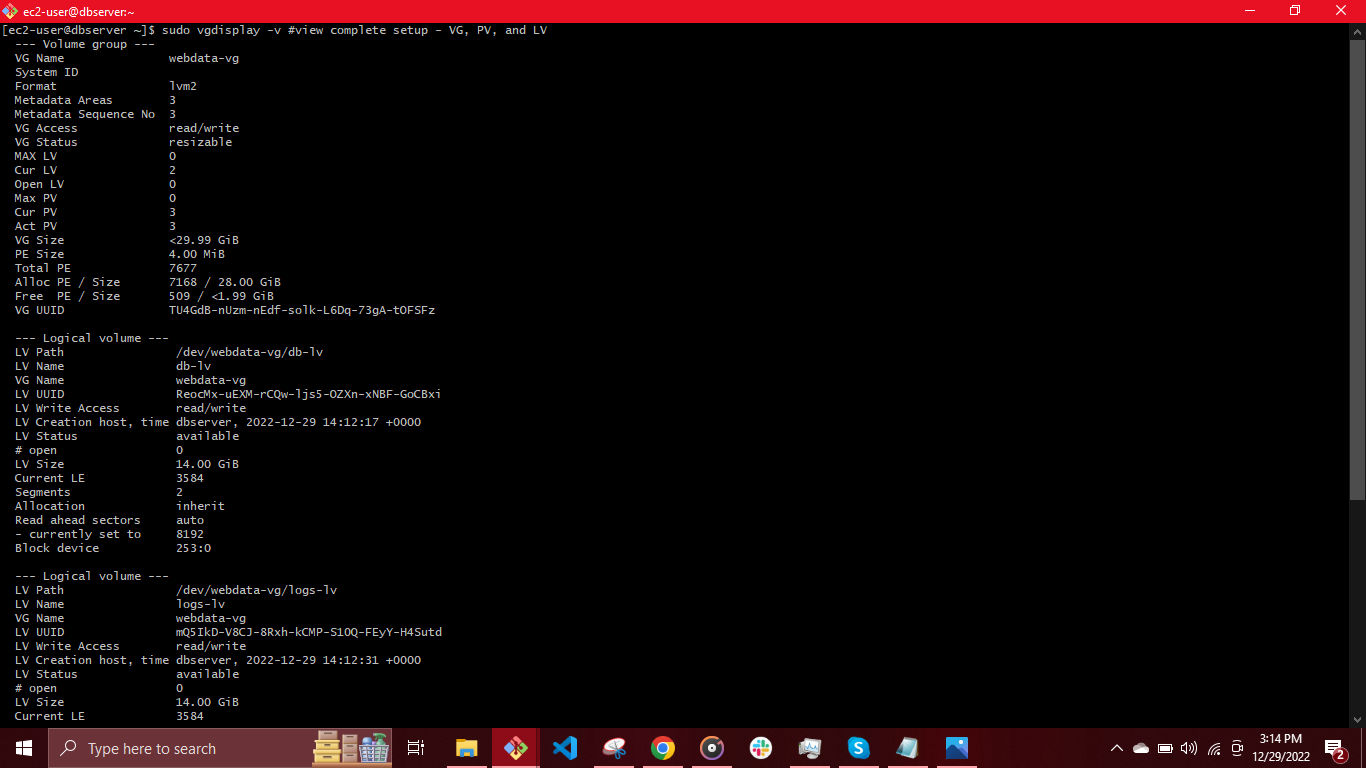 ec2-user@dbserver:~
[ec2-user@dbserver ~]$ sudo vgdisplay -v #view complete setup - VG, PV, and LV
--- Volume group ---
VG Name               webdata-vg
System ID
Format                lvm2
Metadata Areas        3
Metadata Sequence No  3
VG Access             read/write
VG Status             resizable
MAX LV                0
Cur LV                2
Open LV               0
Max PV                0
Cur PV                3
Act PV                3
VG Size               <29.99 GiB
PE Size               4.00 MiB
Total PE              7677
Alloc PE / Size       7168 / 28.00 GiB
Free  PE / Size       509 / <1.99 GiB
VG UUID               TU4GdB-nUzm-nEdf-solk-L6Dq-73gA-tOFSFz
--- Logical volume ---
LV Path                /dev/webdata-vg/db-lv
LV Name                db-lv
VG Name                webdata-vg
LV UUID                ReocMx-uEXM-rCQw-ljs5-OZXn-xNBF-GoCBxi
LV Write Access        read/write
LV Creation host, time dbserver, 2022-12-29 14:12:17 +0000
LV Status              available
# open                 0
LV Size                14.00 GiB
Current LE             3584
Segments               2
Allocation             inherit
Read ahead sectors     auto
- currently set to     8192
Block device           253:0
--- Logical volume ---
LV Path                /dev/webdata-vg/logs-lv
LV Name                logs-lv
VG Name                webdata-vg
LV UUID                mQ5IkD-V8CJ-8Rxh-kCMP-S1OQ-FEyY-H4Sutd
LV Write Access        read/write
LV Creation host, time dbserver, 2022-12-29 14:12:31 +0000
LV Status              available
# open                 0
LV Size                14.00 GiB
Current LE             3584
Type here to search
3:14 PM
12/29/2022
2